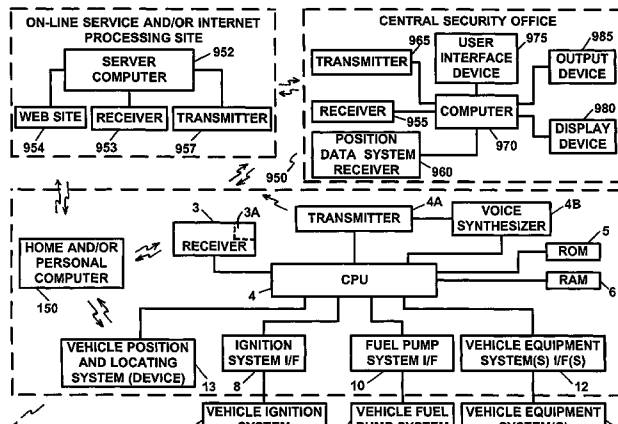 ON-LINE SERVICE AND/OR INTERNET
PROCESSING SITE
952
SERVER
COMPUTER
WEB SITE
RECEIVER
TRANSMITTER
954
953
957
CENTRAL SECURITY OFFICE
965
975
985
TRANSMITTER
USER
INTERFACE
DEVICE
OUTPUT
DEVICE
RECEIVER
955
COMPUTER
970
980
DISPLAY
DEVICE
POSITION
DATA SYSTEM
RECEIVER
960
950
3
3A
RECEIVER
4A
TRANSMITTER
4B
VOICE
SYNTHESIZER
5
ROM
HOME AND/OR
PERSONAL
COMPUTER
150
CPU
4
RAM
6
VEHICLE POSITION
AND LOCATING
SYSTEM (DEVICE)
13
IGNITION
SYSTEM I/F
8
FUEL PUMP
SYSTEM I/F
10
VEHICLE EQUIPMENT
SYSTEM(S) I/F(S)
12
VEHICLE IGNITION
SYSTEM
VEHICLE FUEL
PUMP SYSTEM
VEHICLE EQUIPMENT
SYSTEM(S)